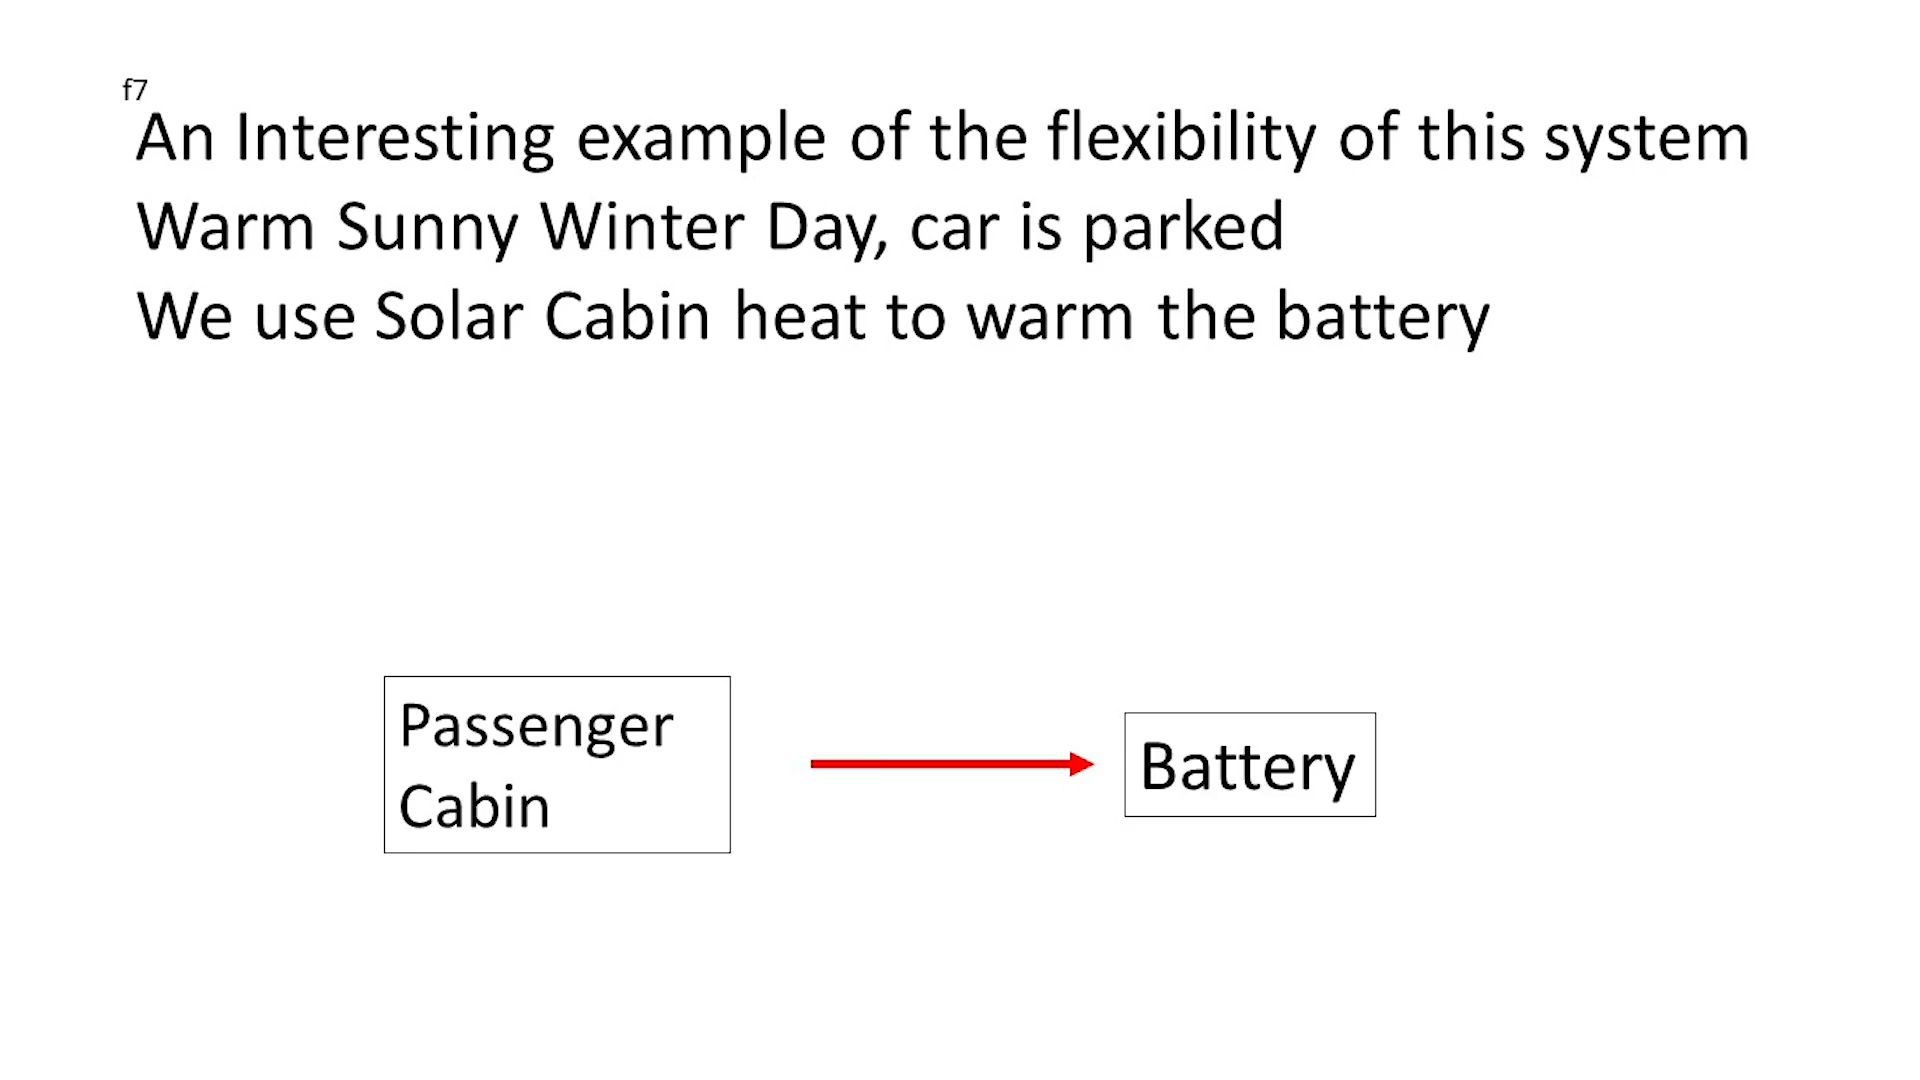 f7
An Interesting example of the flexibility of this system
Warm Sunny Winter Day, car is parked
We use Solar Cabin heat to warm the battery
Passenger
Cabin
Battery